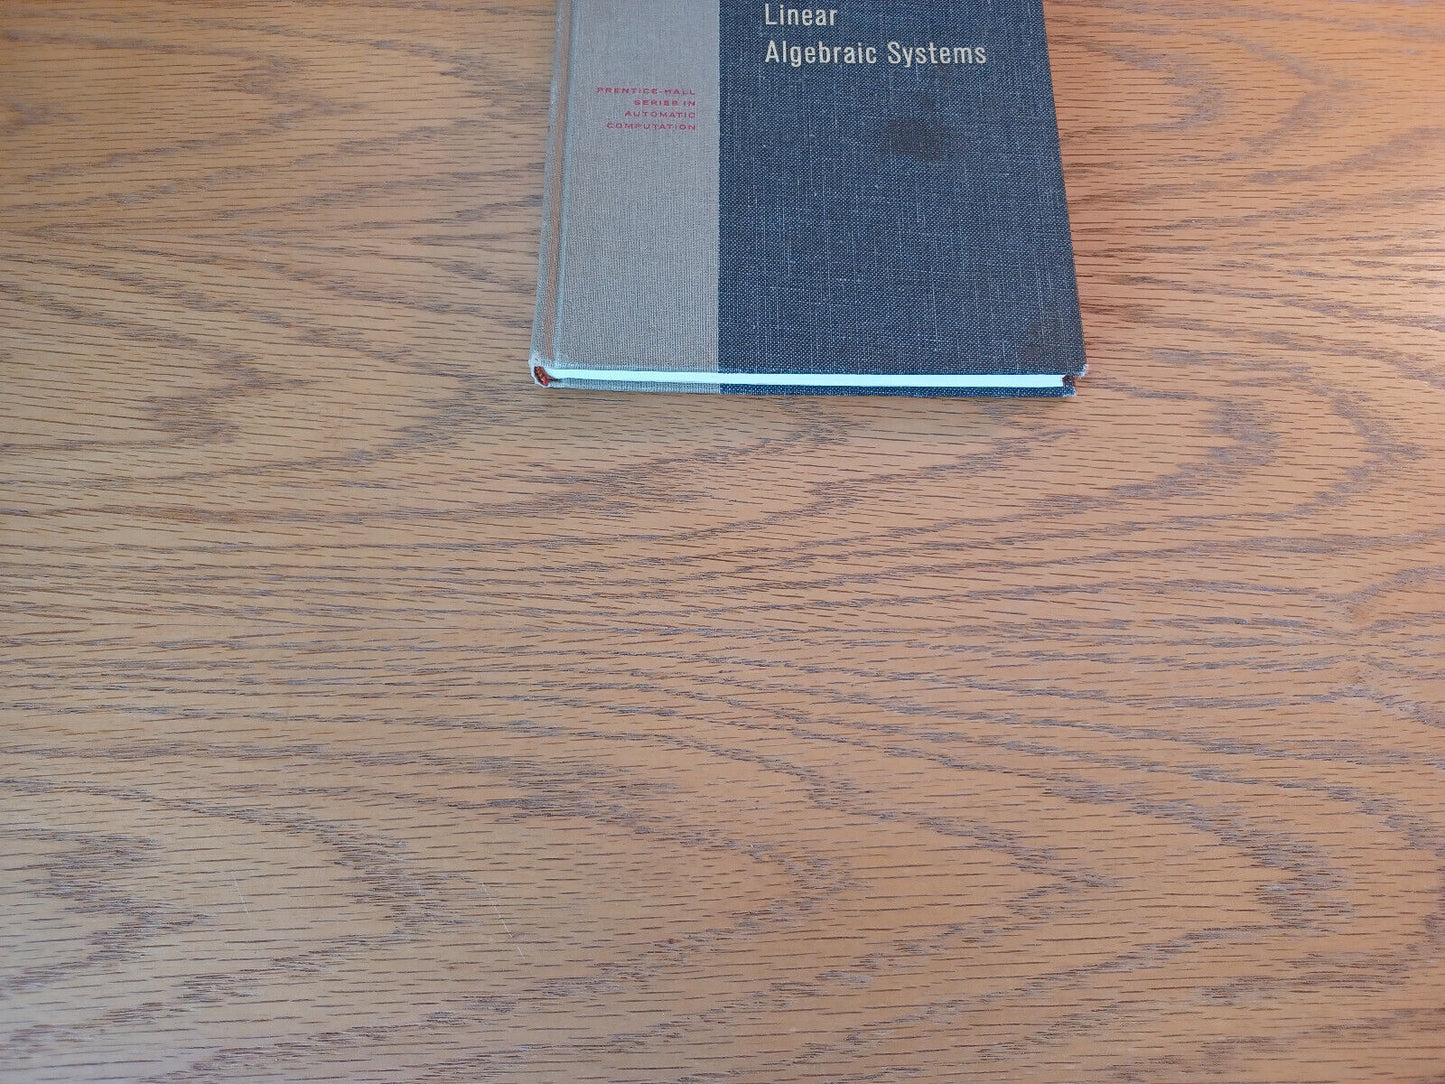 Linear
Algebraic Systems
PRENTICE-HALL
SERIES IN
AUTOMATIC
COMPUTATION